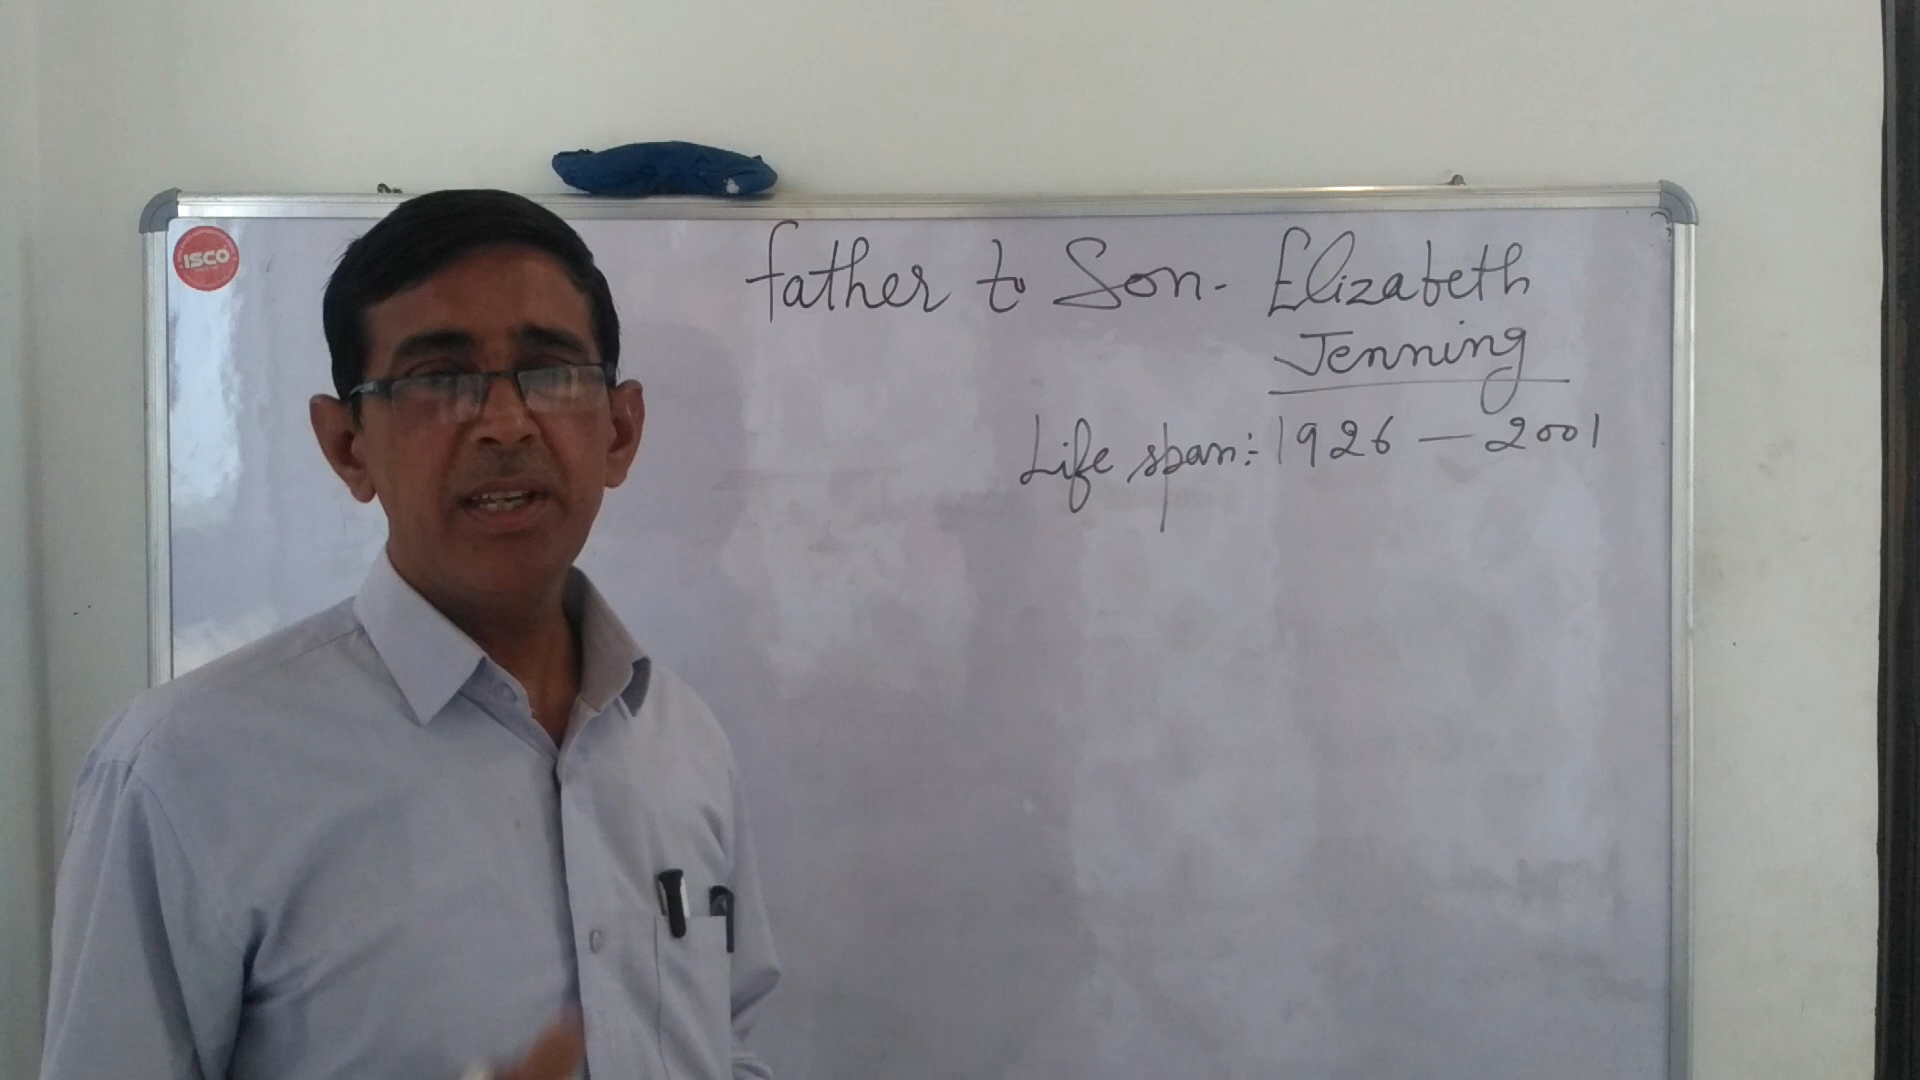 ISCO
father to Son - Elizabeth
Jenning
Life span:- 1926 - 2001